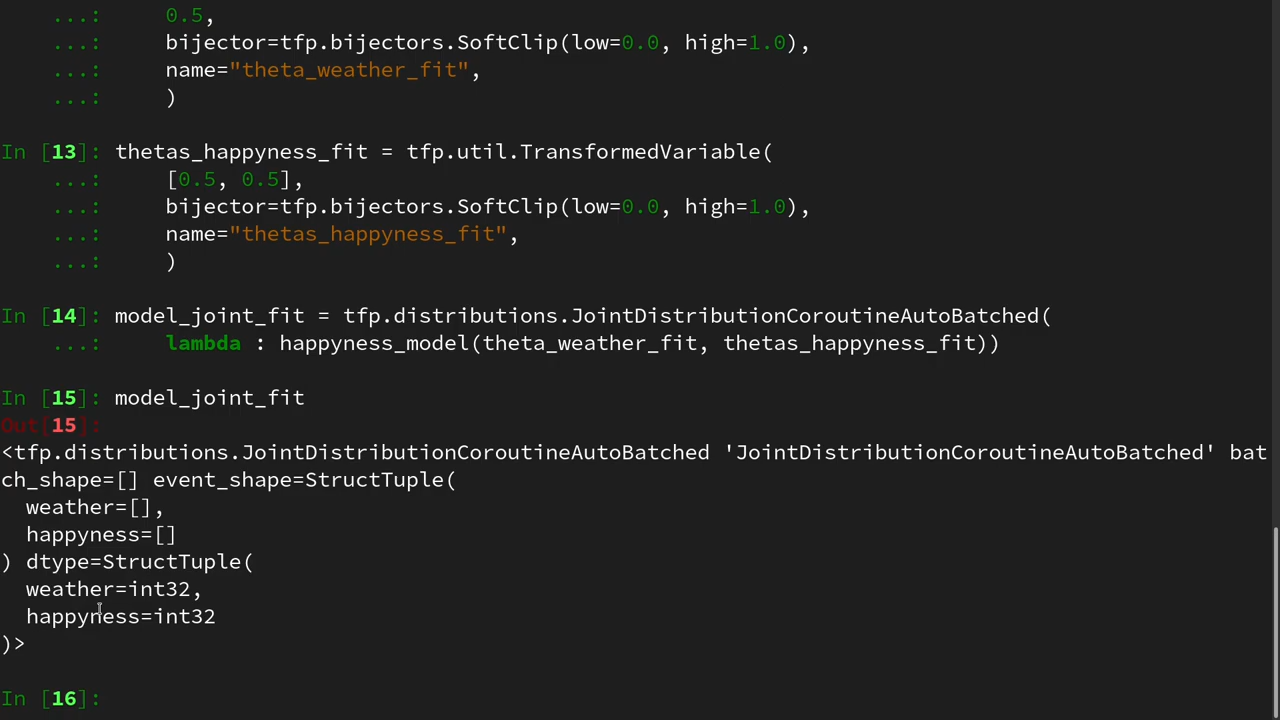 ...:     0.5,
...:     bijector=tfp.bijectors.SoftClip(low=0.0, high=1.0),
...:     name="theta_weather_fit",
...:     )
In [13]: thetas_happyness_fit = tfp.util.TransformedVariable(
...:     [0.5, 0.5],
...:     bijector=tfp.bijectors.SoftClip(low=0.0, high=1.0),
...:     name="thetas_happyness_fit",
...:     )
In [14]: model_joint_fit = tfp.distributions.JointDistributionCoroutineAutoBatched(
...:     lambda : happyness_model(theta_weather_fit, thetas_happyness_fit))
In [15]: model_joint_fit
Out[15]:
<tfp.distributions.JointDistributionCoroutineAutoBatched 'JointDistributionCoroutineAutoBatched' bat
ch_shape=[] event_shape=StructTuple(
  weather=[],
  happyness=[]
) dtype=StructTuple(
  weather=int32,
  happyness=int32
)>
In [16]: